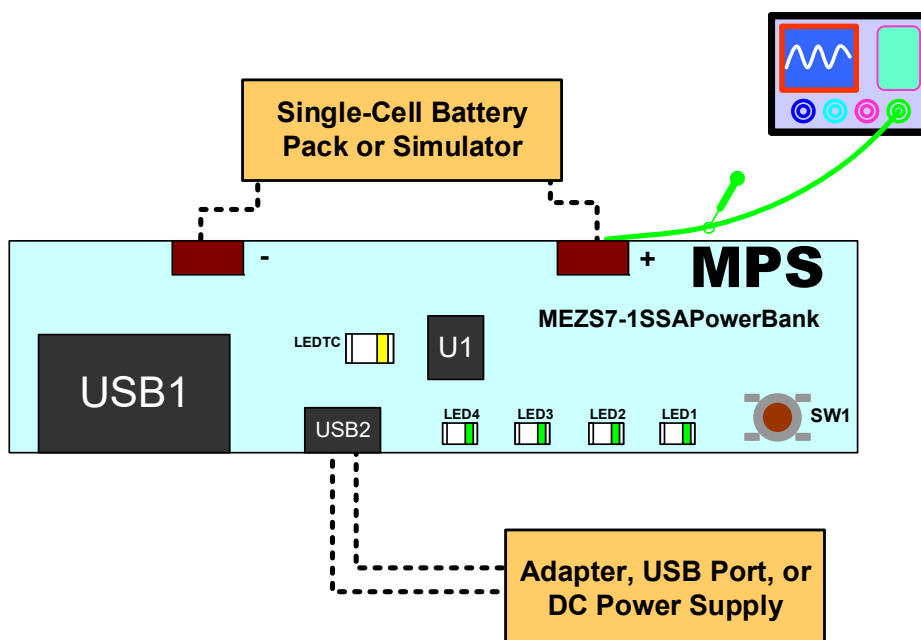 Single-Cell Battery
Pack or Simulator
-
+
MPS
MEZS7-1SSAPowerBank
LEDTC
U1
USB1
USB2
LED4
LED3
LED2
LED1
SW1
Adapter, USB Port, or
DC Power Supply